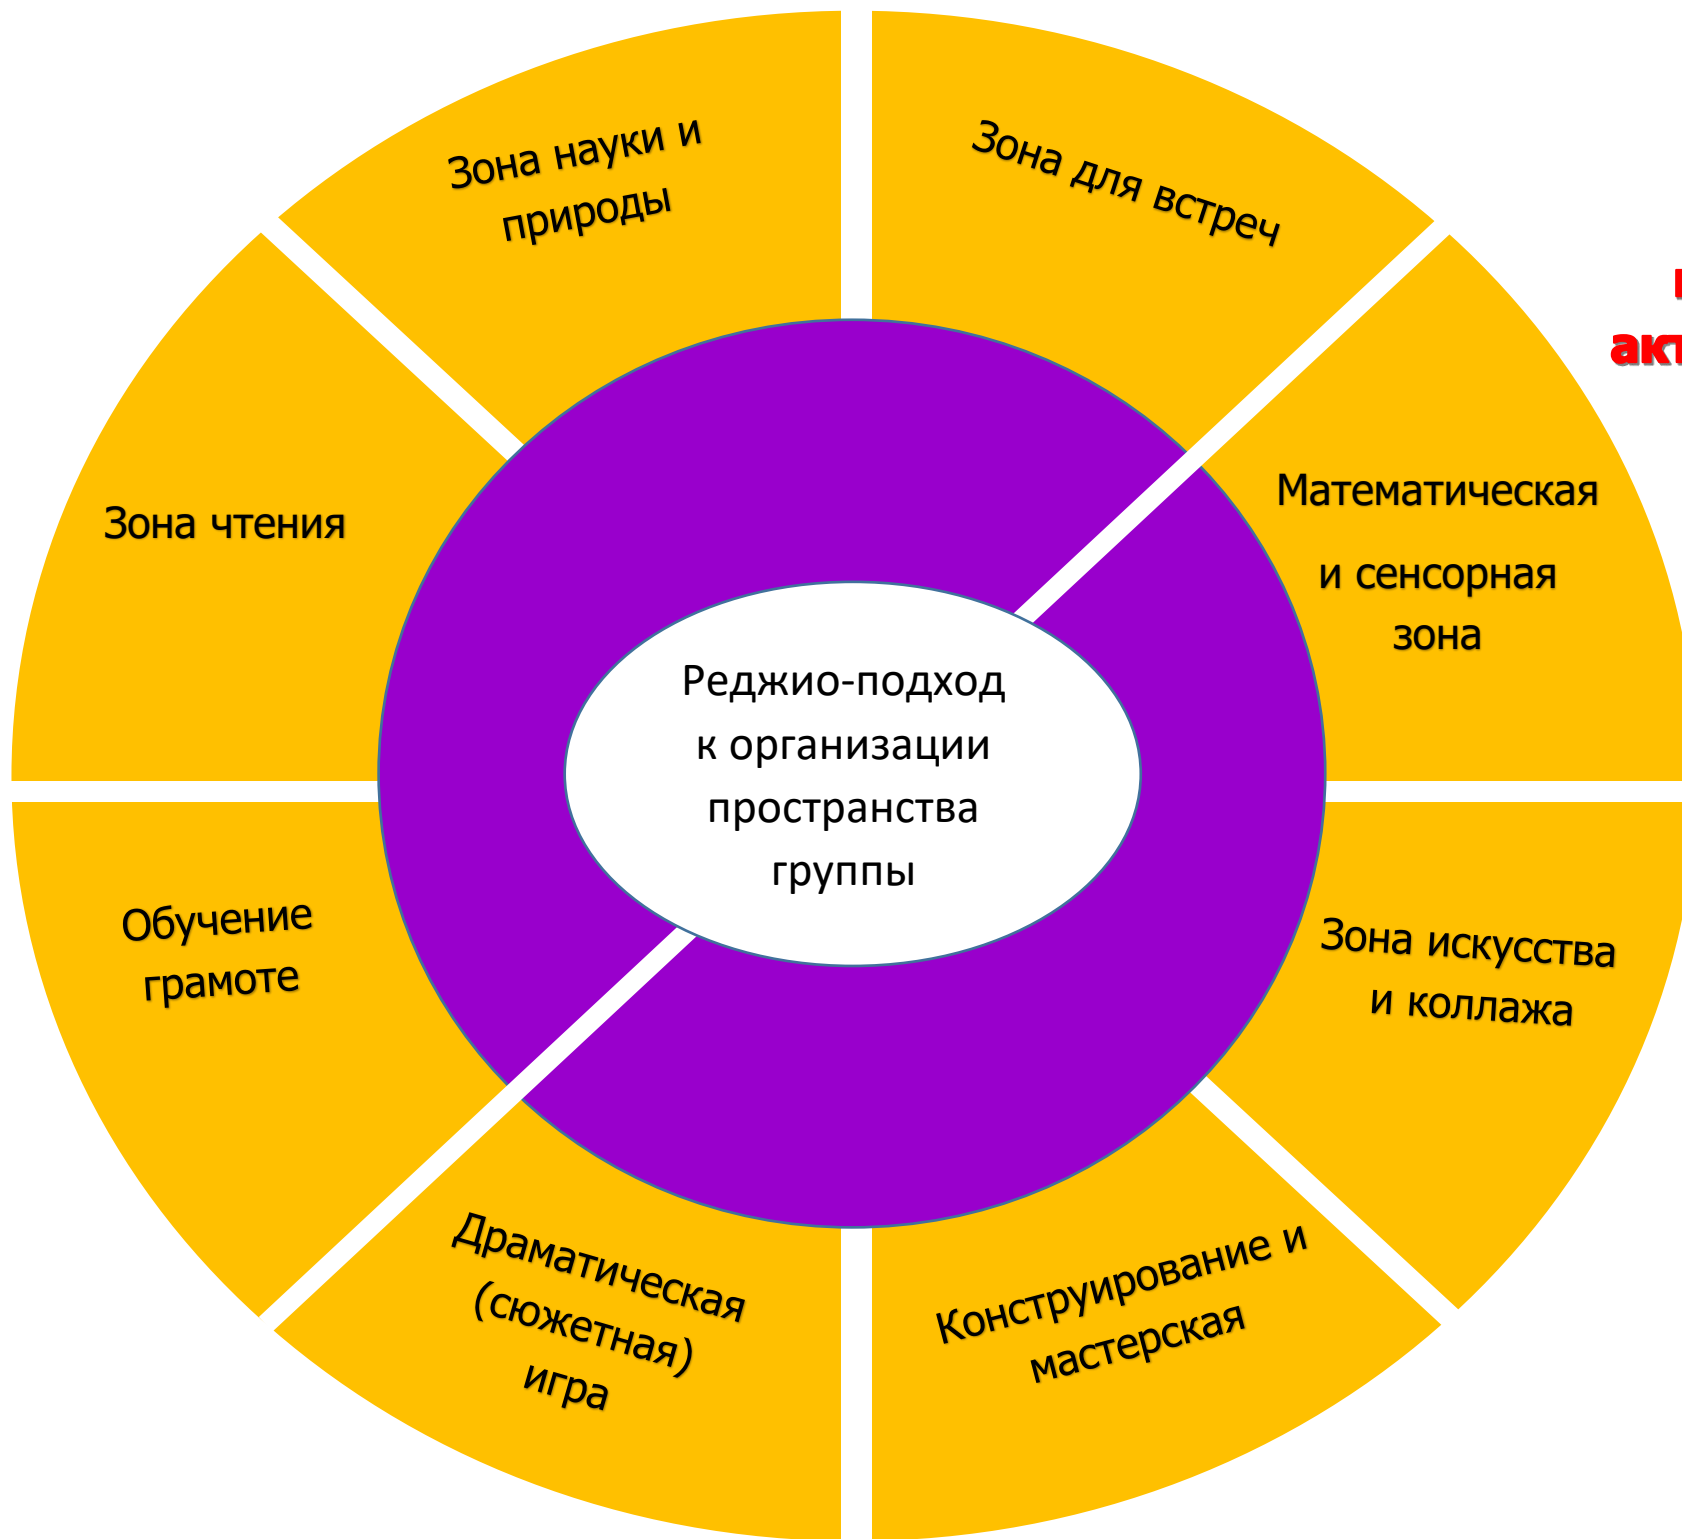 Зона науки и
природы
Зона для встреч
Математическая
и сенсорная
зона
Зона чтения
Реджио-подход
к организации
пространства
группы
Обучение
грамоте
Зона искусства
и коллажа
Драматическая
(сюжетная)
игра
Конструирование и
мастерская